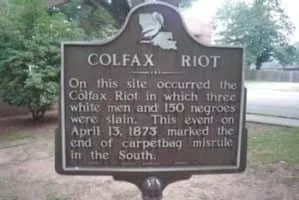 COLFAX RIOT
On this site occurred the
Colfax Riot in which three
white men and 150 negroes
were slain. This event on
April 13, 1873 marked the
end of carpetbag misrule
in the South.